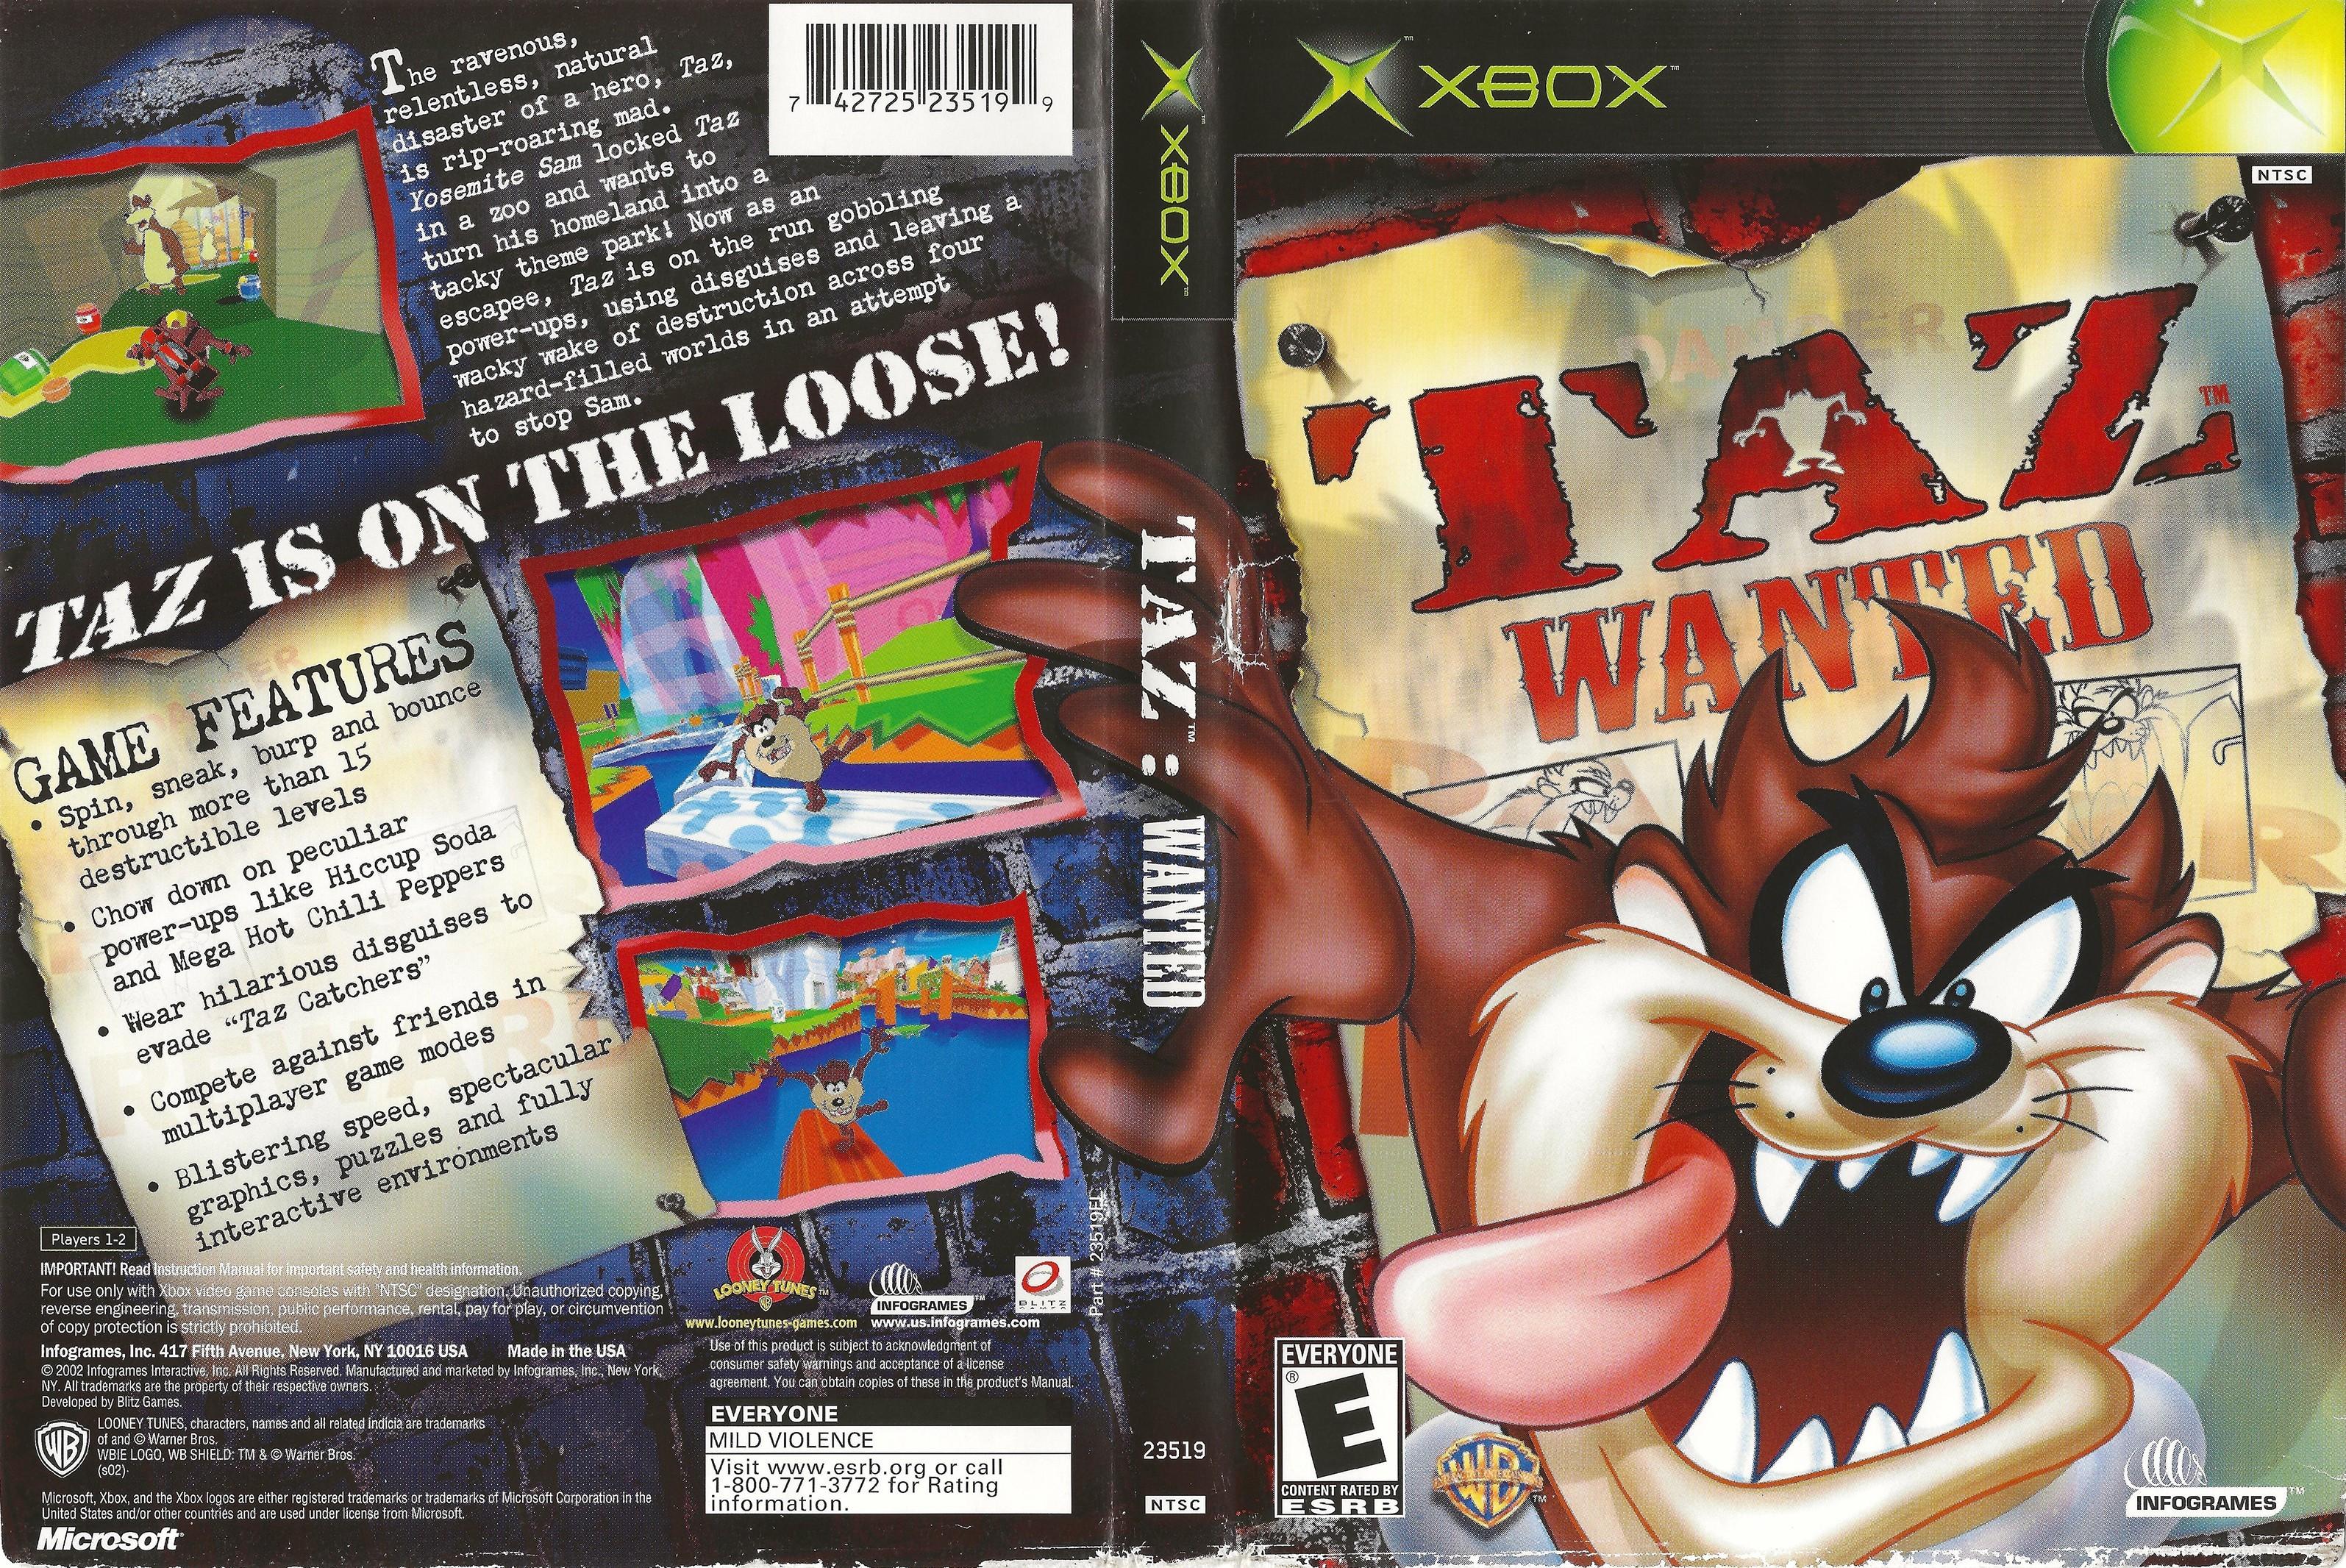 The ravenous,
relentless, natural
disaster of a hero, Taz,
is rip-roaring mad.
Yosemite Sam locked Taz
in a zoo and wants to
turn his homeland into a
tacky theme park! Now as an
escapee, Taz is on the run gobbling
power-ups, using disguises and leaving a
wacky wake of destruction across four
hazard-filled worlds in an attempt
to stop Sam.
7 42725 23519 9
TAZ IS ON THE LOOSE!
GAME FEATURES
• Spin, sneak, burp and bounce
through more than 15
destructible levels
• Chow down on peculiar
power-ups like Hiccup Soda
and Mega Hot Chili Peppers
• Wear hilarious disguises to
evade “Taz Catchers”
• Compete against friends in
multiplayer game modes
• Blistering speed, spectacular
graphics, puzzles and fully
interactive environments
Players 1-2
IMPORTANT! Read Instruction Manual for important safety and health information.
For use only with Xbox video game consoles with "NTSC" designation. Unauthorized copying,
reverse engineering, transmission, public performance, rental, pay for play, or circumvention
of copy protection is strictly prohibited.
Infogrames, Inc. 417 Fifth Avenue, New York, NY 10016 USA Made in the USA
© 2002 Infogrames Interactive, Inc. All Rights Reserved. Manufactured and marketed by Infogrames, Inc., New York,
NY. All trademarks are the property of their respective owners.
Developed by Blitz Games.
WB
LOONEY TUNES, characters, names and all related indicia are trademarks
of and © Warner Bros.
WBIE LOGO, WB SHIELD: TM & © Warner Bros.
(s02)
Microsoft, Xbox, and the Xbox logos are either registered trademarks or trademarks of Microsoft Corporation in the
United States and/or other countries and are used under license from Microsoft.
Microsoft
LOONEY TUNES™
WB
INFOGRAMES™
BLITZ
GAMES
www.looneytunes-games.com www.us.infogrames.com
Use of this product is subject to acknowledgment of
consumer safety warnings and acceptance of a license
agreement. You can obtain copies of these in the product's Manual.
EVERYONE
MILD VIOLENCE
Visit www.esrb.org or call
1-800-771-3772 for Rating
information.
Part # 23519FL
XBOX™
TAZ™: WANTED
23519
NTSC
XBOX™
NTSC
DANGER
TAZ™
WANTED
EVERYONE
E®
CONTENT RATED BY
ESRB
WB™
INTERACTIVE ENTERTAINMENT
INFOGRAMES™